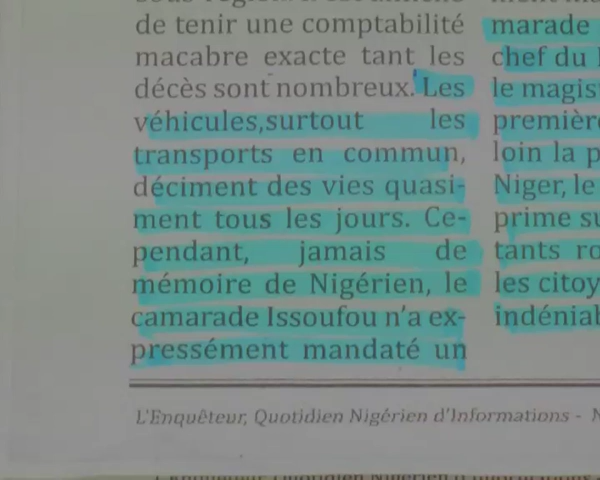 de tenir une comptabilité
macabre exacte tant les
décès sont nombreux. Les
véhicules,surtout les
transports en commun,
déciment des vies quasi-
ment tous les jours. Ce-
pendant, jamais de
mémoire de Nigérien, le
camarade Issoufou n'a ex-
pressément mandaté un
marade
chef du
le magis
première
loin la p
Niger, le
prime su
tants ro
les citoy
indéniab
L'Enquêteur, Quotidien Nigérien d'Informations - N